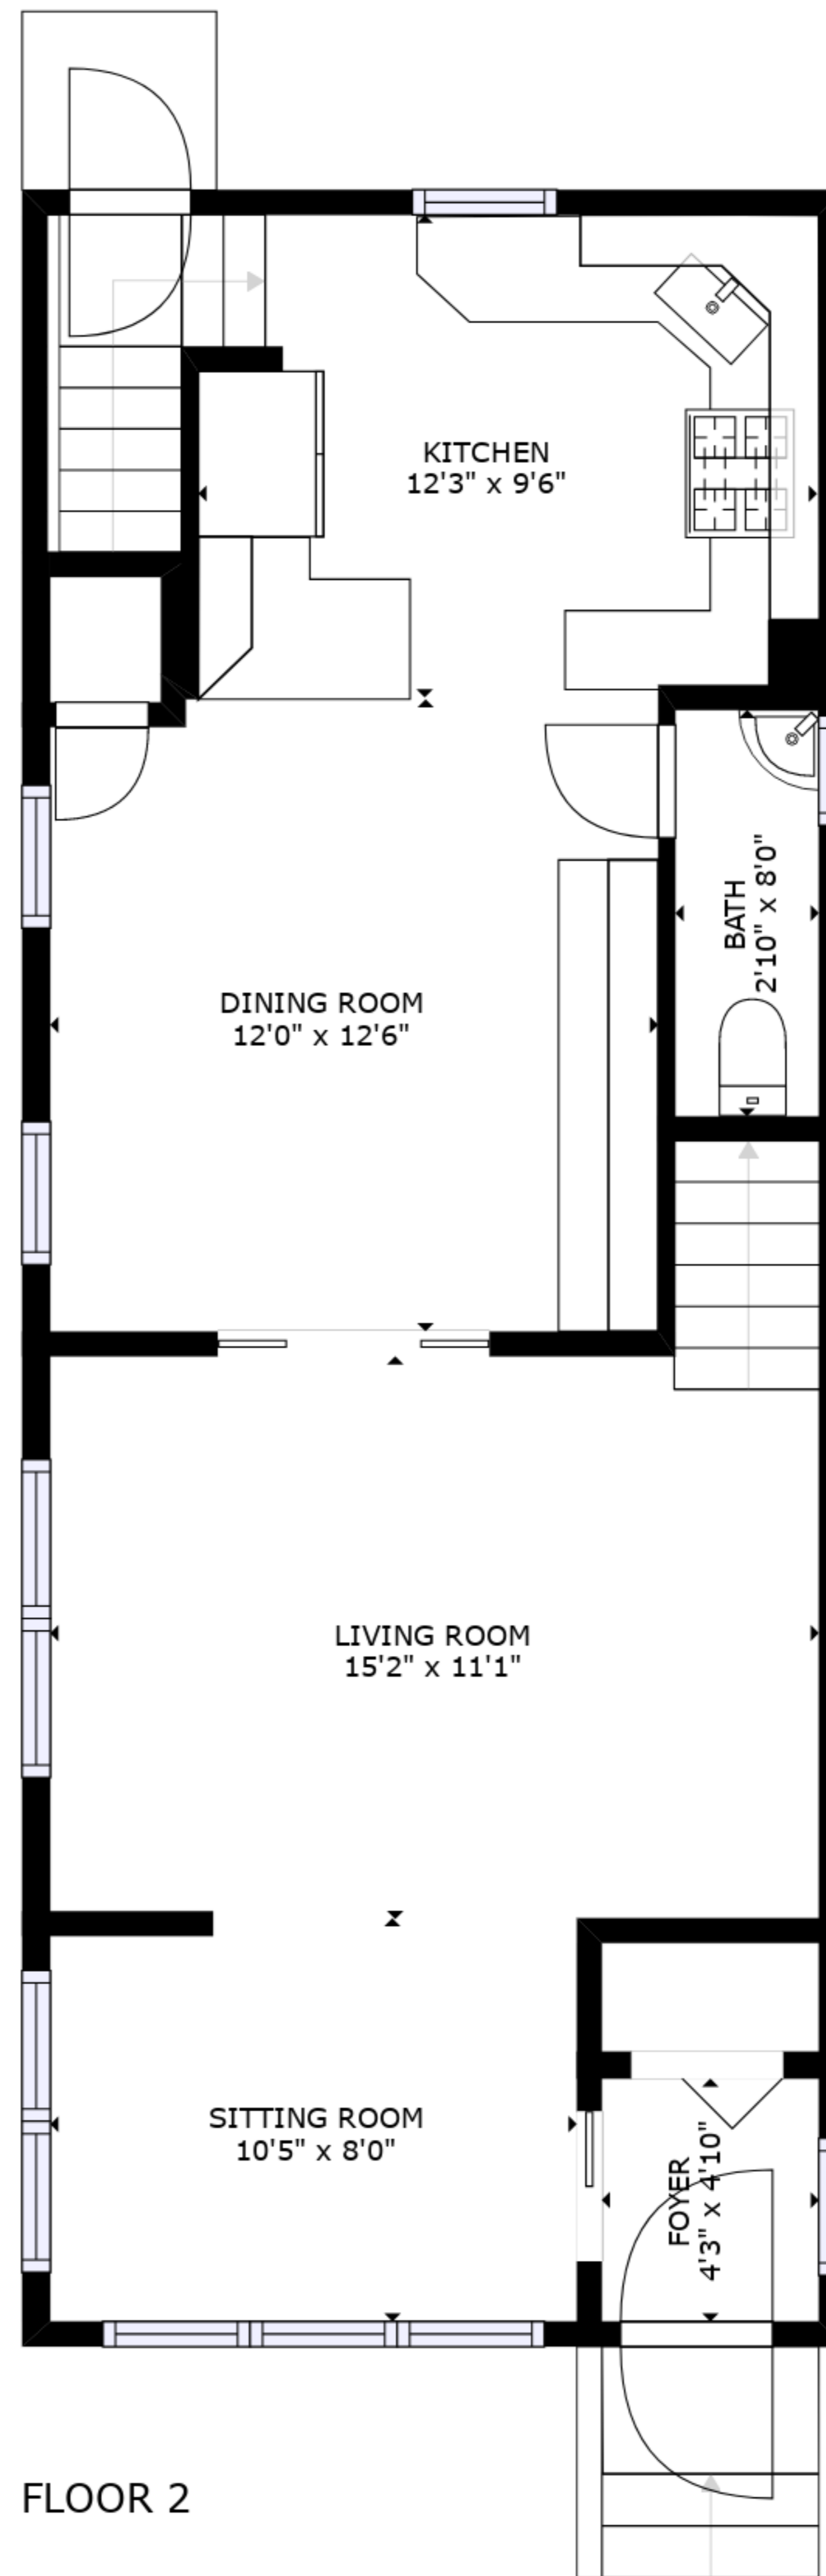 KITCHEN
12'3" x 9'6"
BATH
2'10" x 8'0"
DINING ROOM
12'0" x 12'6"
LIVING ROOM
15'2" x 11'1"
SITTING ROOM
10'5" x 8'0"
FOYER
4'3" x 4'10"
FLOOR 2